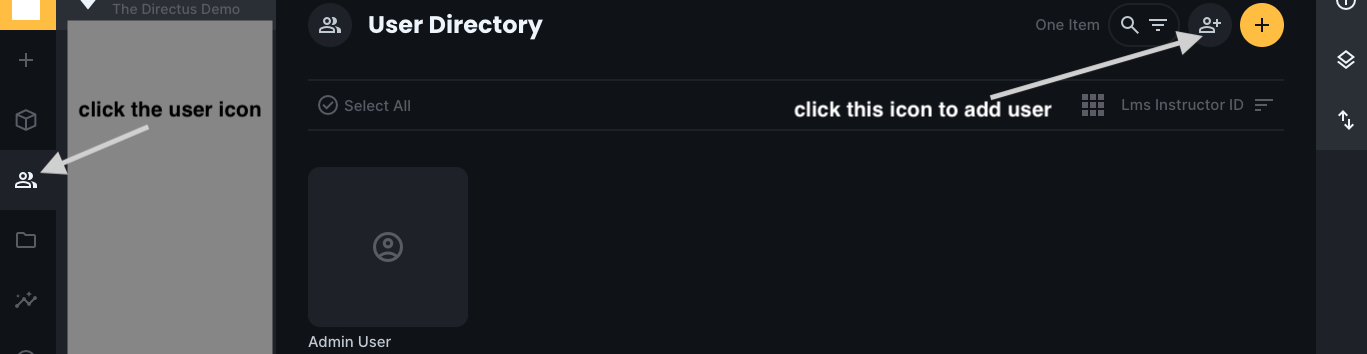 The Directus Demo
User Directory
One Item
click the user icon
Select All
click this icon to add user
Lms Instructor ID
Admin User